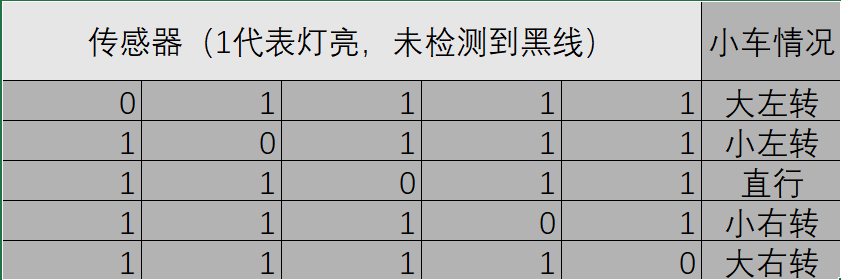 传感器（1代表灯亮，未检测到黑线） 小车情况
0 1 1 1 1 大左转
1 0 1 1 1 小左转
1 1 0 1 1 直行
1 1 1 0 1 小右转
1 1 1 1 0 大右转